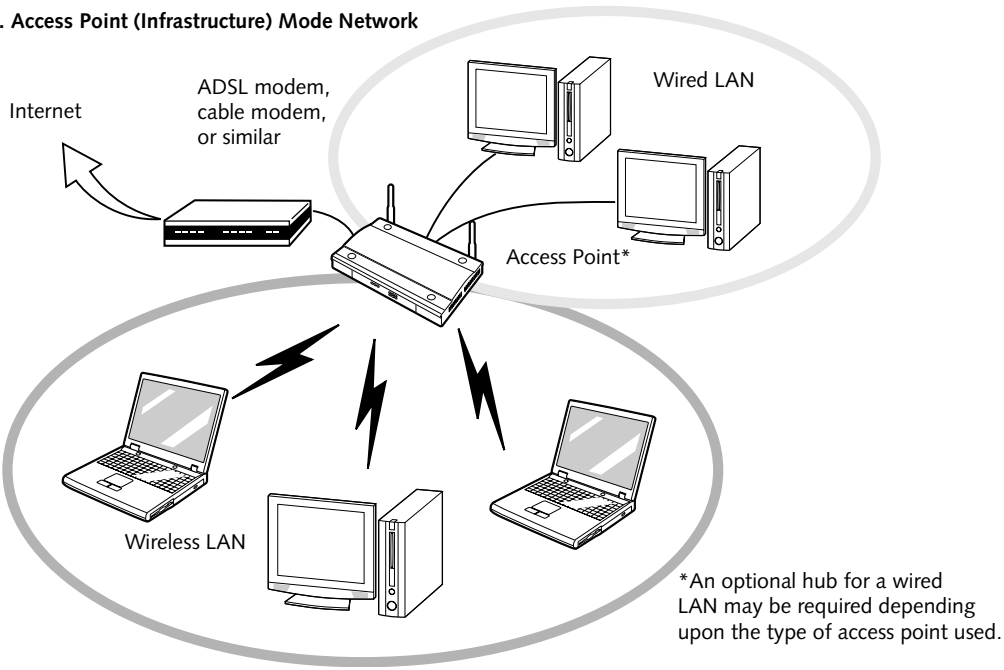 . Access Point (Infrastructure) Mode Network
Internet
ADSL modem,
cable modem,
or similar
Wired LAN
Access Point*
Wireless LAN
*An optional hub for a wired
LAN may be required depending
upon the type of access point used.